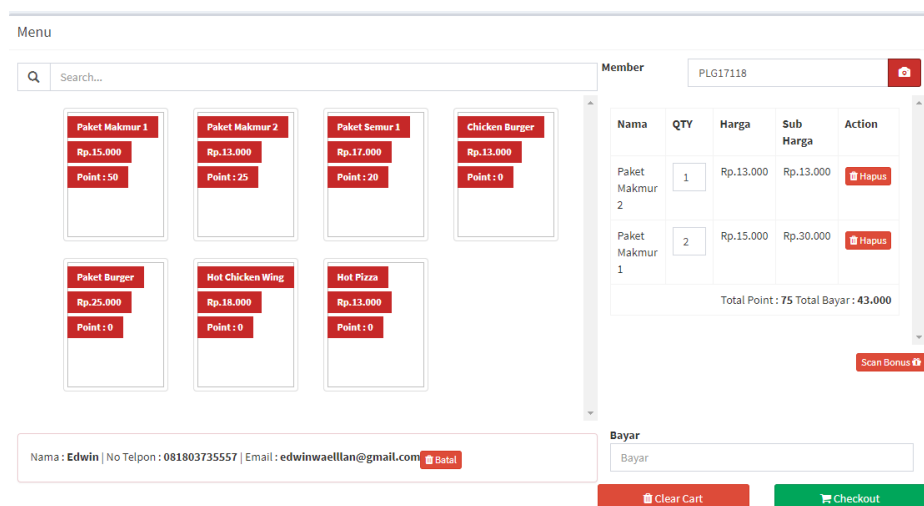 Menu
Search...
Paket Makmur 1
Rp.15.000
Point : 50
Paket Makmur 2
Rp.13.000
Point : 25
Paket Semur 1
Rp.17.000
Point : 20
Chicken Burger
Rp.13.000
Point : 0
Paket Burger
Rp.25.000
Point : 0
Hot Chicken Wing
Rp.18.000
Point : 0
Hot Pizza
Rp.13.000
Point : 0
Nama : Edwin | No Telpon : 081803735557 | Email : edwinwaelllan@gmail.com Batal
Member PLG17118
Nama QTY Harga Sub Harga Action
Paket Makmur 2 1 Rp.13.000 Rp.13.000 Hapus
Paket Makmur 1 2 Rp.15.000 Rp.30.000 Hapus
Total Point : 75 Total Bayar : 43.000
Scan Bonus
Bayar
Bayar
Clear Cart Checkout